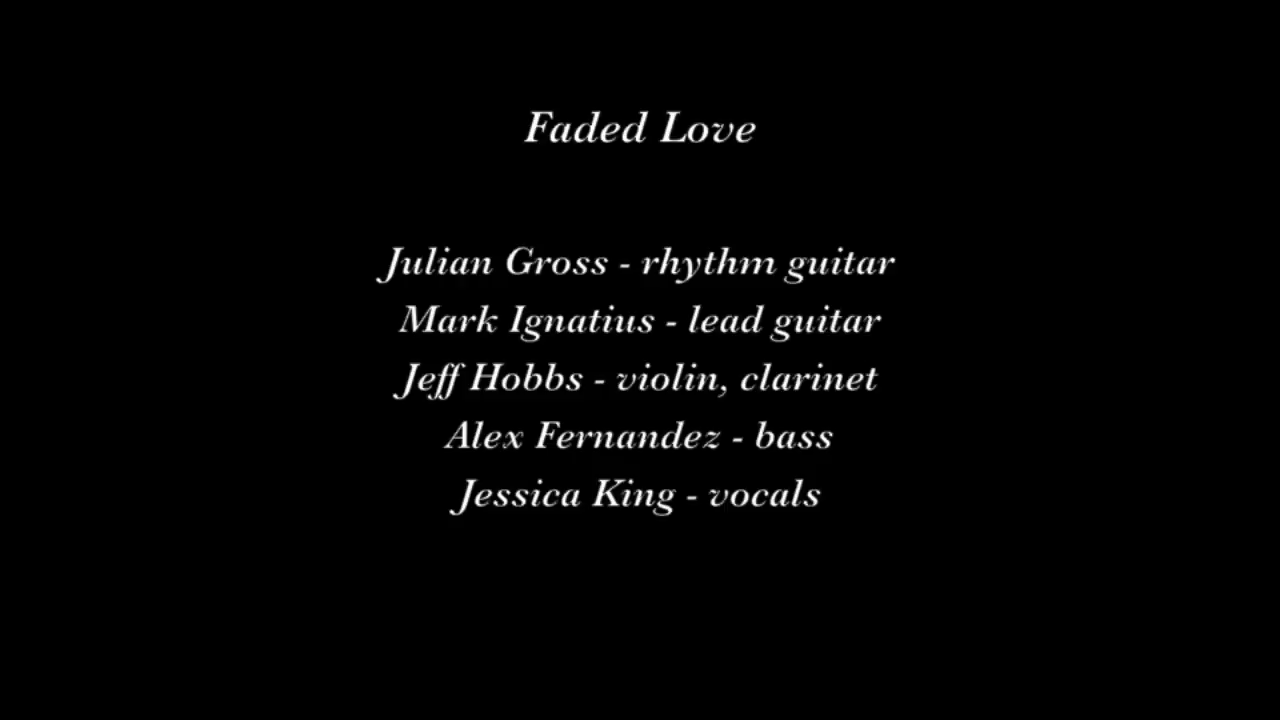 Faded Love
Julian Gross - rhythm guitar
Mark Ignatius - lead guitar
Jeff Hobbs - violin, clarinet
Alex Fernandez - bass
Jessica King - vocals